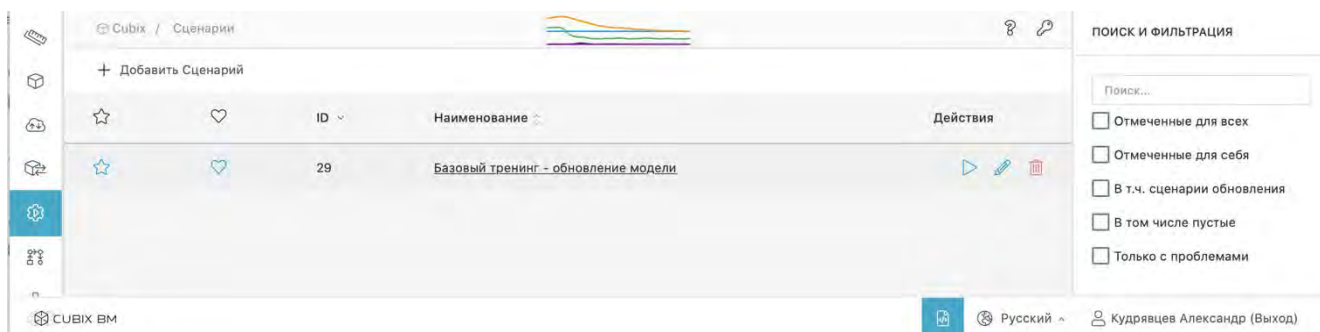 Cubix / Сценарии
ПОИСК И ФИЛЬТРАЦИЯ
+ Добавить Сценарий
Поиск...
ID Наименование Действия
Отмеченные для всех
Отмеченные для себя
29 Базовый тренинг - обновление модели
В т.ч. сценарии обновления
В том числе пустые
Только с проблемами
CUBIX BM Русский Кудрявцев Александр (Выход)